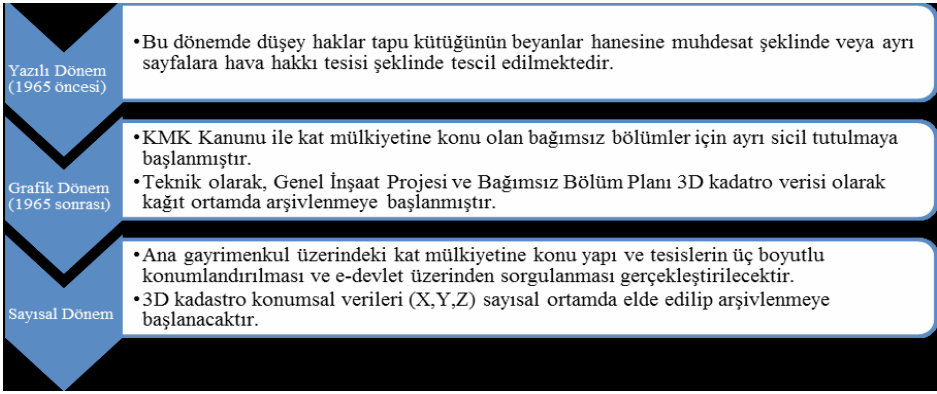 Yazılı Dönem
(1965 öncesi)
•Bu dönemde düşey haklar tapu kütüğünün beyanlar hanesine muhdesat şeklinde veya ayrı
sayfalara hava hakkı tesisi şeklinde tescil edilmektedir.
Grafik Dönem
(1965 sonrası)
•KMK Kanunu ile kat mülkiyetine konu olan bağımsız bölümler için ayrı sicil tutulmaya
başlanmıştır.
•Teknik olarak, Genel İnşaat Projesi ve Bağımsız Bölüm Planı 3D kadatro verisi olarak
kağıt ortamda arşivlenmeye başlanmıştır.
Sayısal Dönem
•Ana gayrimenkul üzerindeki kat mülkiyetine konu yapı ve tesislerin üç boyutlu
konumlandırılması ve e-devlet üzerinden sorgulanması gerçekleştirilecektir.
•3D kadastro konumsal verileri (X,Y,Z) sayısal ortamda elde edilip arşivlenmeye
başlanacaktır.